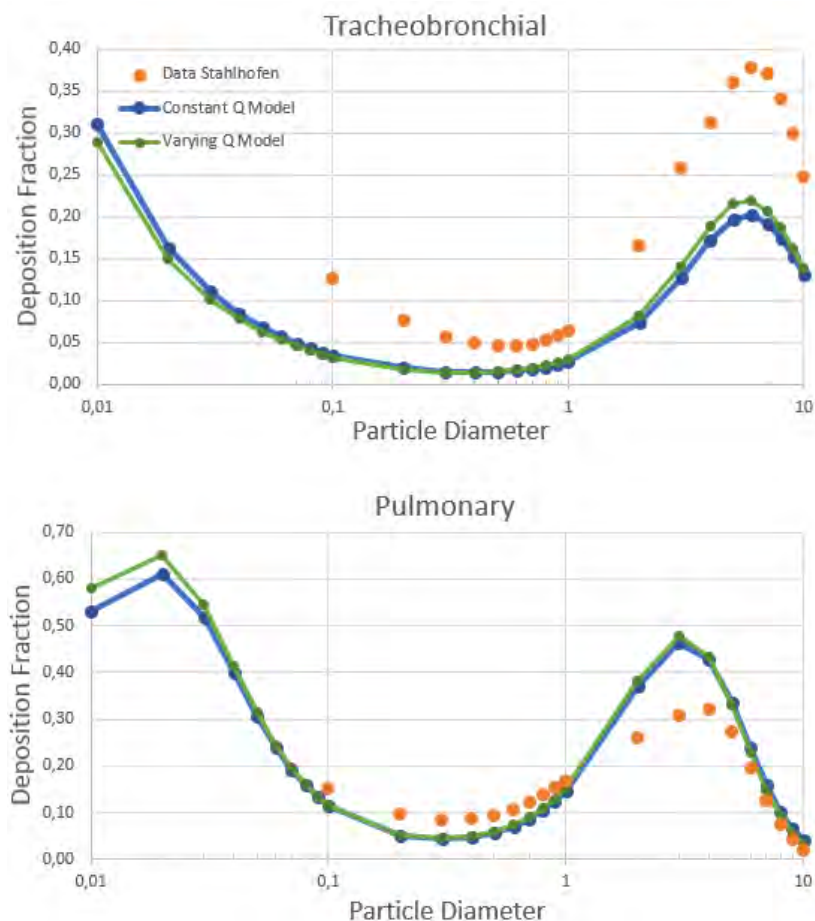 Tracheobronchial
0,40
0,35
0,30
0,25
0,20
0,15
0,10
0,05
0,00
Deposition Fraction
Data Stahlhofen
Constant Q Model
Varying Q Model
0,01
0,1
1
10
Particle Diameter
Pulmonary
0,70
0,60
0,50
0,40
0,30
0,20
0,10
0,00
Deposition Fraction
0,01
0,1
1
10
Particle Diameter